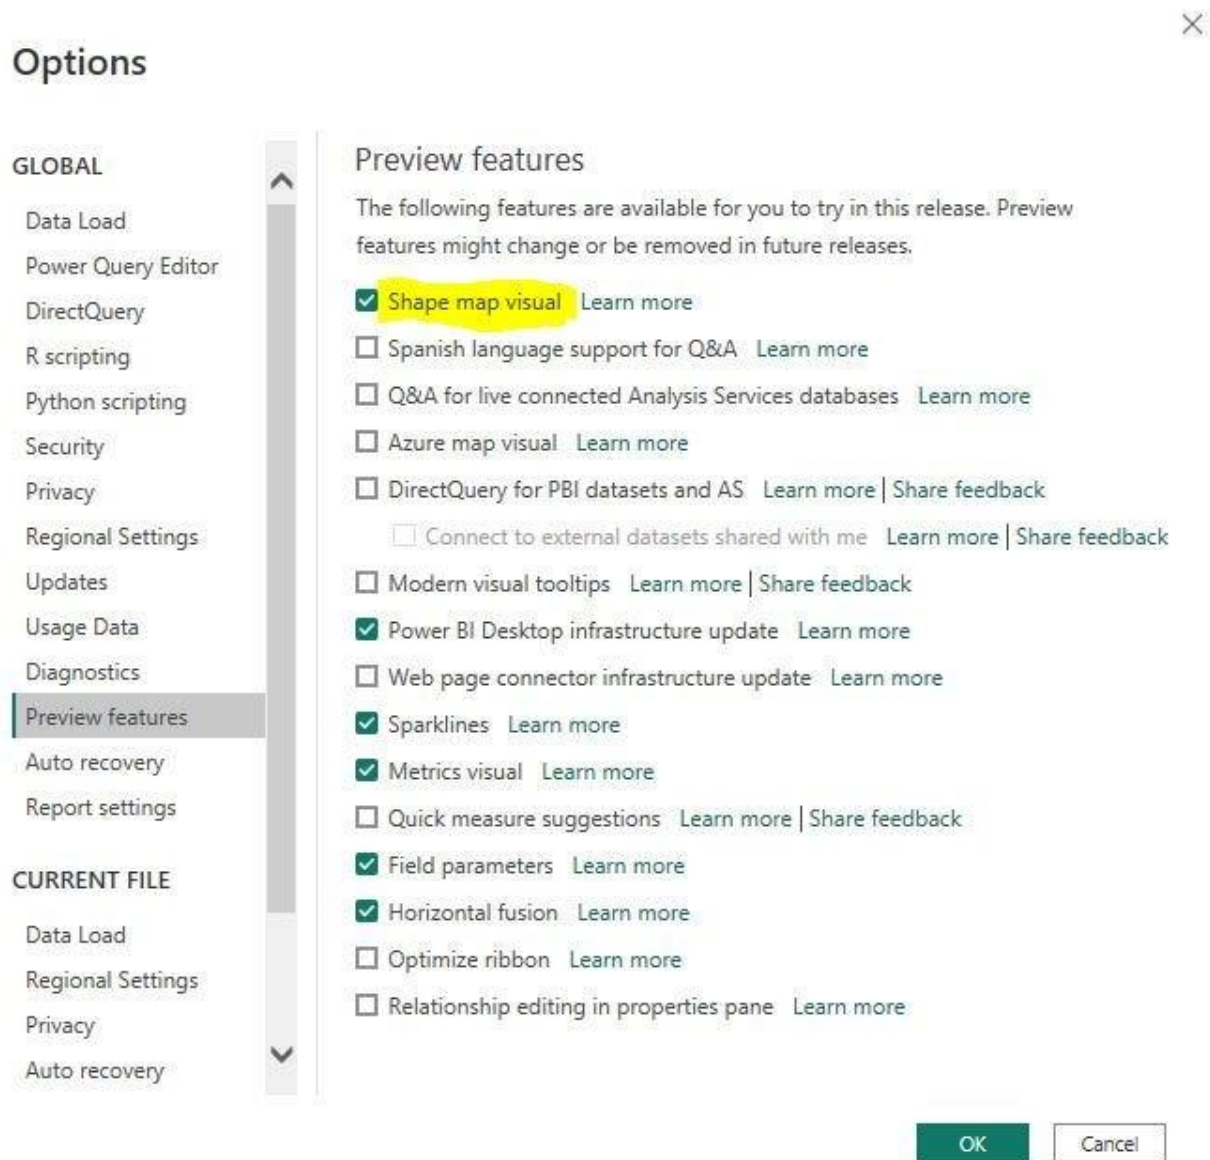 Options
GLOBAL
Data Load
Power Query Editor
DirectQuery
R scripting
Python scripting
Security
Privacy
Regional Settings
Updates
Usage Data
Diagnostics
Preview features
Auto recovery
Report settings
CURRENT FILE
Data Load
Regional Settings
Privacy
Auto recovery
Preview features
The following features are available for you to try in this release. Preview
features might change or be removed in future releases.
Shape map visual Learn more
Spanish language support for Q&A Learn more
Q&A for live connected Analysis Services databases Learn more
Azure map visual Learn more
DirectQuery for PBI datasets and AS Learn more | Share feedback
Connect to external datasets shared with me Learn more | Share feedback
Modern visual tooltips Learn more | Share feedback
Power BI Desktop infrastructure update Learn more
Web page connector infrastructure update Learn more
Sparklines Learn more
Metrics visual Learn more
Quick measure suggestions Learn more | Share feedback
Field parameters Learn more
Horizontal fusion Learn more
Optimize ribbon Learn more
Relationship editing in properties pane Learn more
OK Cancel